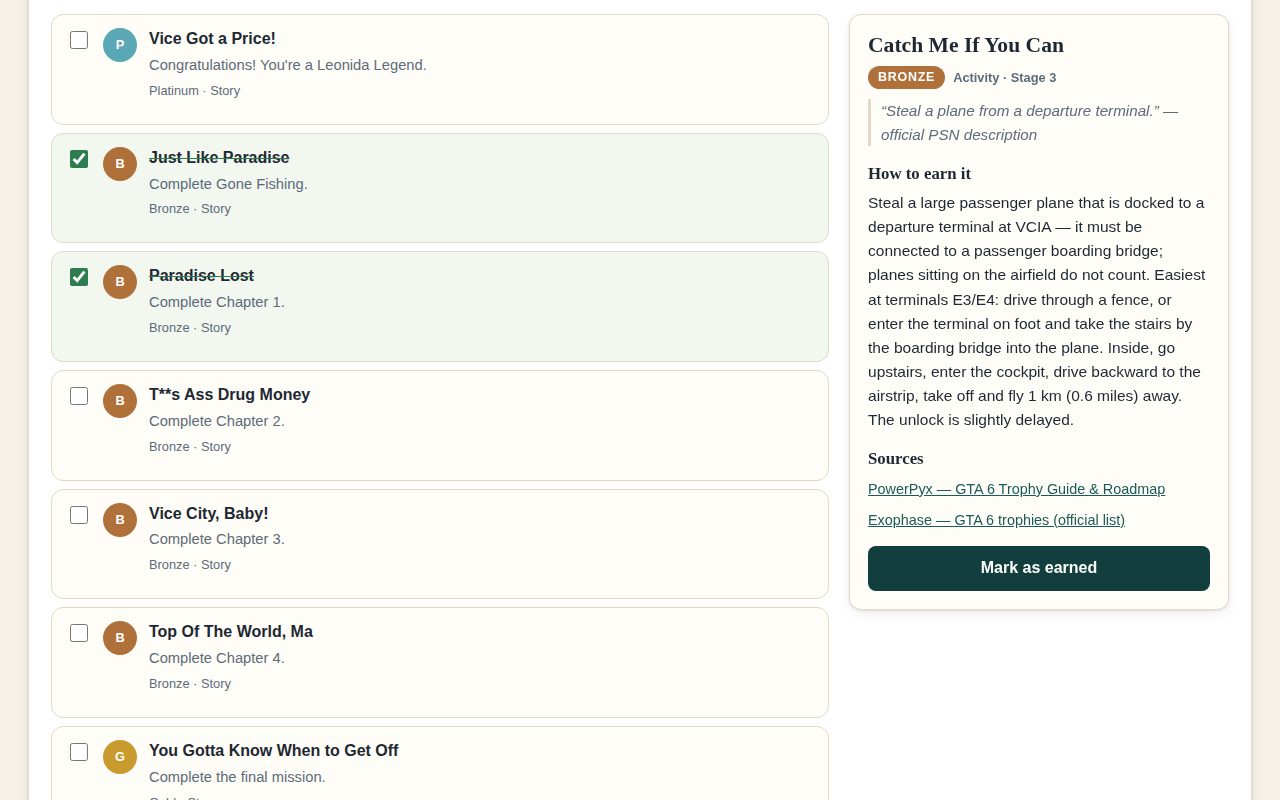 P
Vice Got a Price!
Congratulations! You're a Leonida Legend.
Platinum · Story
B
Just Like Paradise
Complete Gone Fishing.
Bronze · Story
B
Paradise Lost
Complete Chapter 1.
Bronze · Story
B
T**s Ass Drug Money
Complete Chapter 2.
Bronze · Story
B
Vice City, Baby!
Complete Chapter 3.
Bronze · Story
B
Top Of The World, Ma
Complete Chapter 4.
Bronze · Story
G
You Gotta Know When to Get Off
Complete the final mission.
Catch Me If You Can
BRONZE Activity · Stage 3
“Steal a plane from a departure terminal.” —
official PSN description
How to earn it
Steal a large passenger plane that is docked to a
departure terminal at VCIA — it must be
connected to a passenger boarding bridge;
planes sitting on the airfield do not count. Easiest
at terminals E3/E4: drive through a fence, or
enter the terminal on foot and take the stairs by
the boarding bridge into the plane. Inside, go
upstairs, enter the cockpit, drive backward to the
airstrip, take off and fly 1 km (0.6 miles) away.
The unlock is slightly delayed.
Sources
PowerPyx — GTA 6 Trophy Guide & Roadmap
Exophase — GTA 6 trophies (official list)
Mark as earned